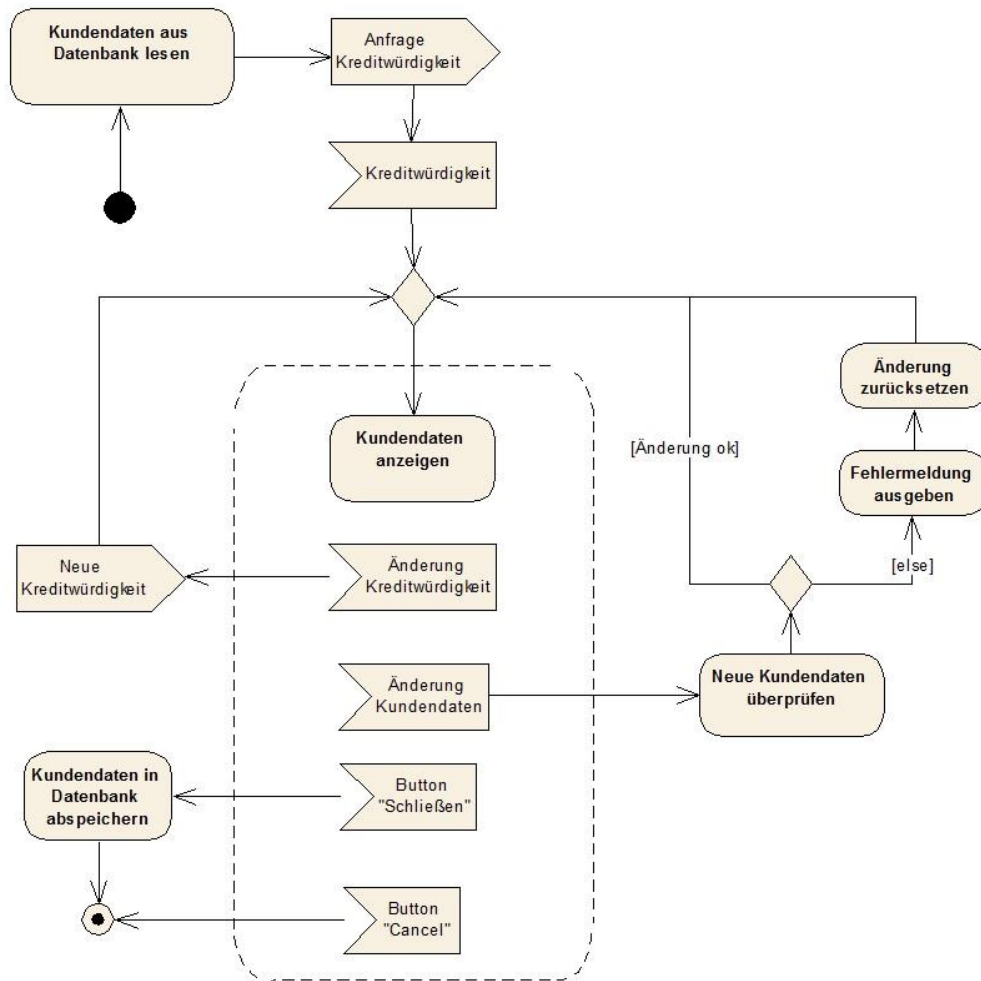 Kundendaten aus
Datenbank lesen
Anfrage
Kreditwürdigkeit
Kreditwürdigkeit
Änderung
zurücksetzen
Kundendaten
anzeigen
[Änderung ok]
Fehlermeldung
ausgeben
[else]
Neue
Kreditwürdigkeit
Änderung
Kreditwürdigkeit
Änderung
Kundendaten
Neue Kundendaten
überprüfen
Kundendaten in
Datenbank
abspeichern
Button
"Schließen"
Button
"Cancel"